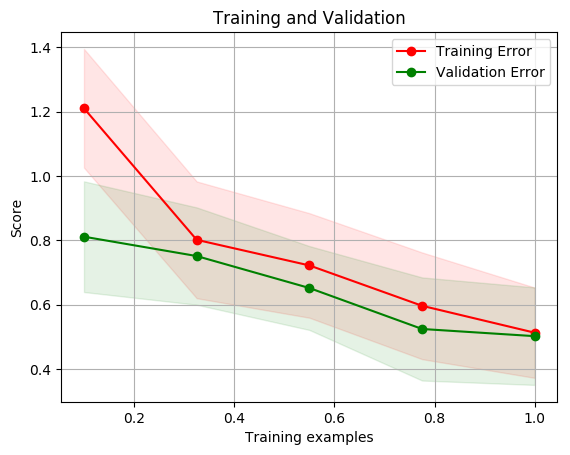 Training and Validation
Training Error
Validation Error
Score
1.4
1.2
1.0
0.8
0.6
0.4
0.2
0.4
0.6
0.8
1.0
Training examples